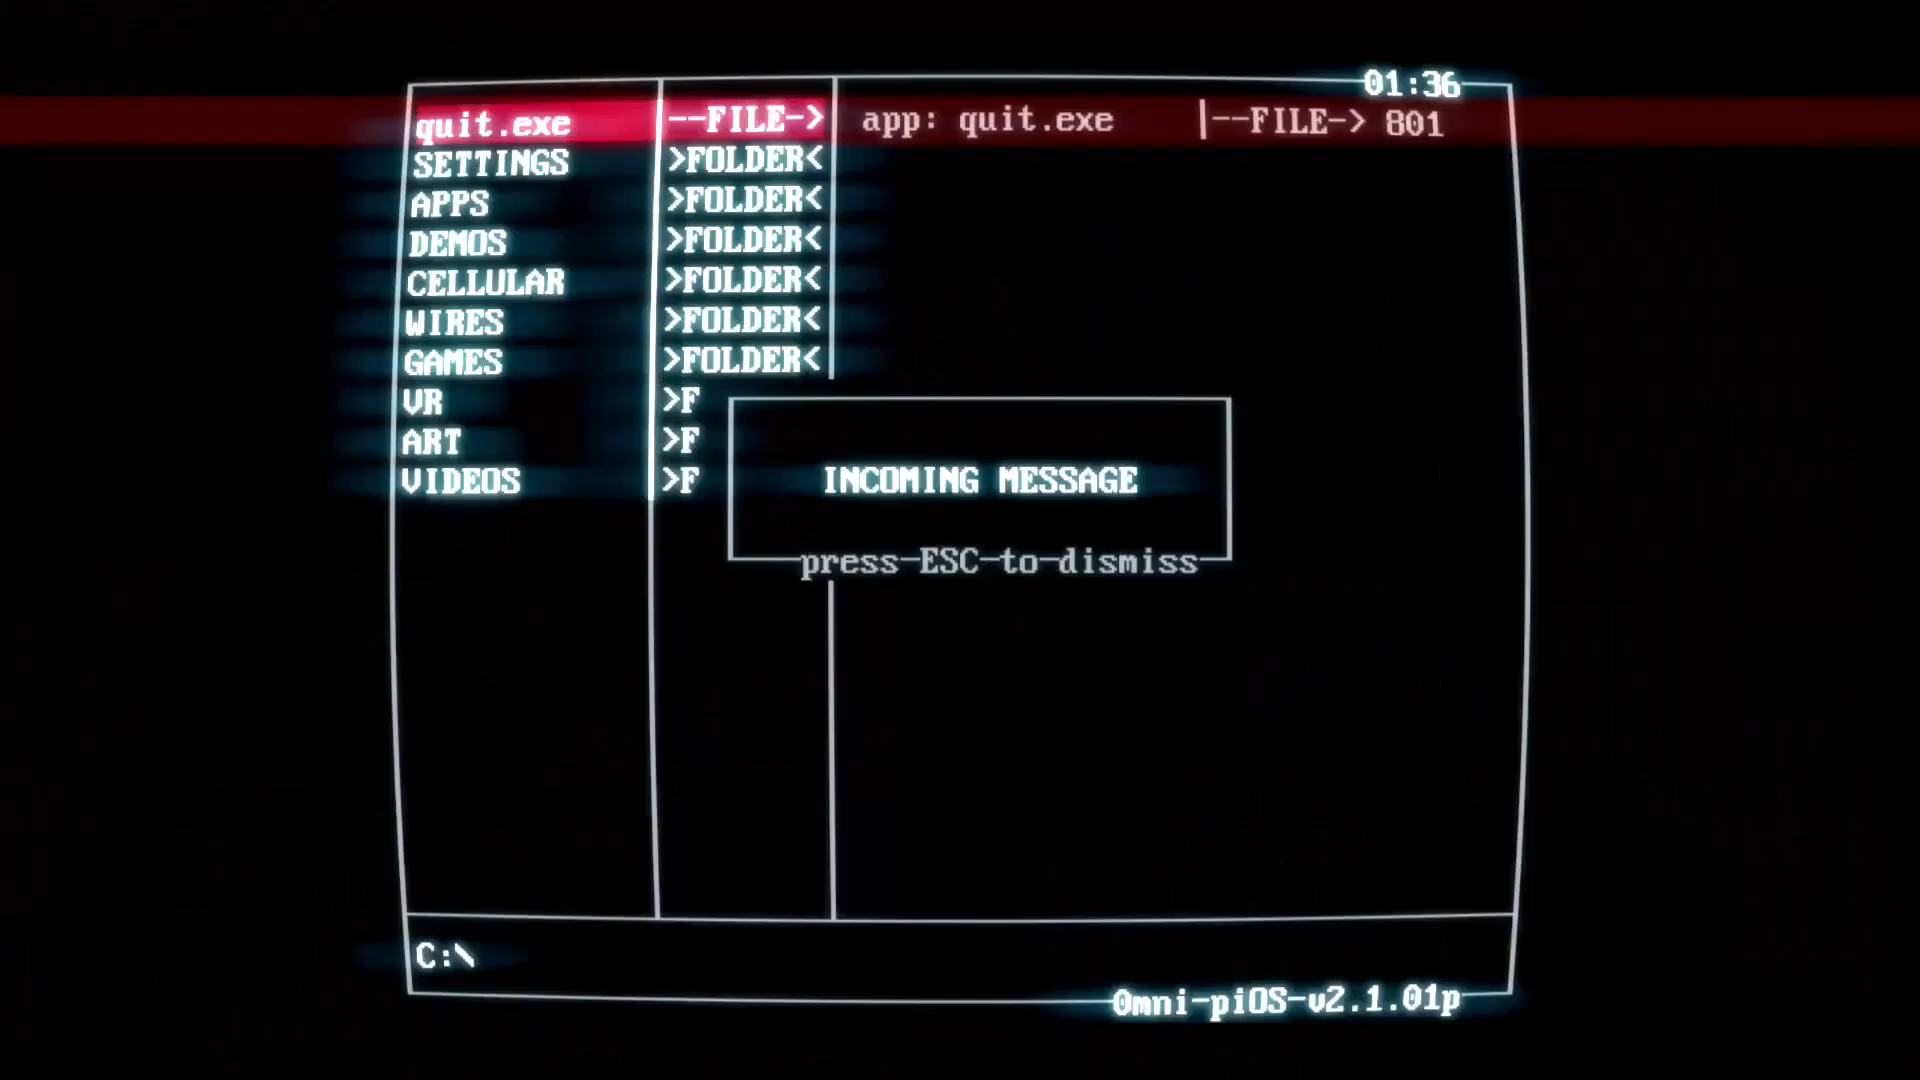 01:36
quit.exe --FILE-> app: quit.exe |--FILE-> 801
SETTINGS >FOLDER<
APPS >FOLDER<
DEMOS >FOLDER<
CELLULAR >FOLDER<
WIRES >FOLDER<
GAMES >FOLDER<
VR >F
ART >F
VIDEOS >F
INCOMING MESSAGE
press-ESC-to-dismiss
C:\
0mni-piOS-v2.1.01p